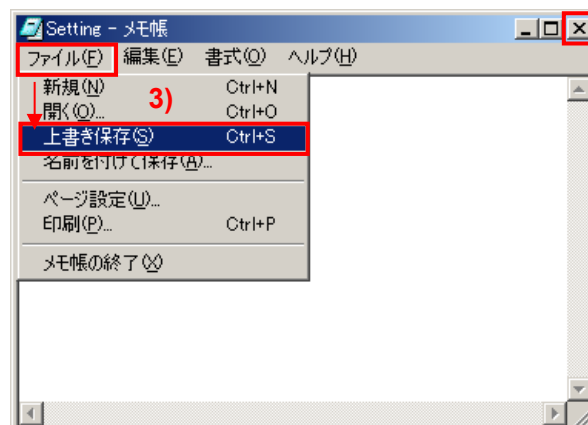 Setting - メモ帳
ファイル(F) 編集(E) 書式(O) ヘルプ(H)
新規(N) Ctrl+N
3)
開く(O)... Ctrl+O
上書き保存(S) Ctrl+S
名前を付けて保存(A)...
ページ設定(U)...
印刷(P)... Ctrl+P
メモ帳の終了(X)